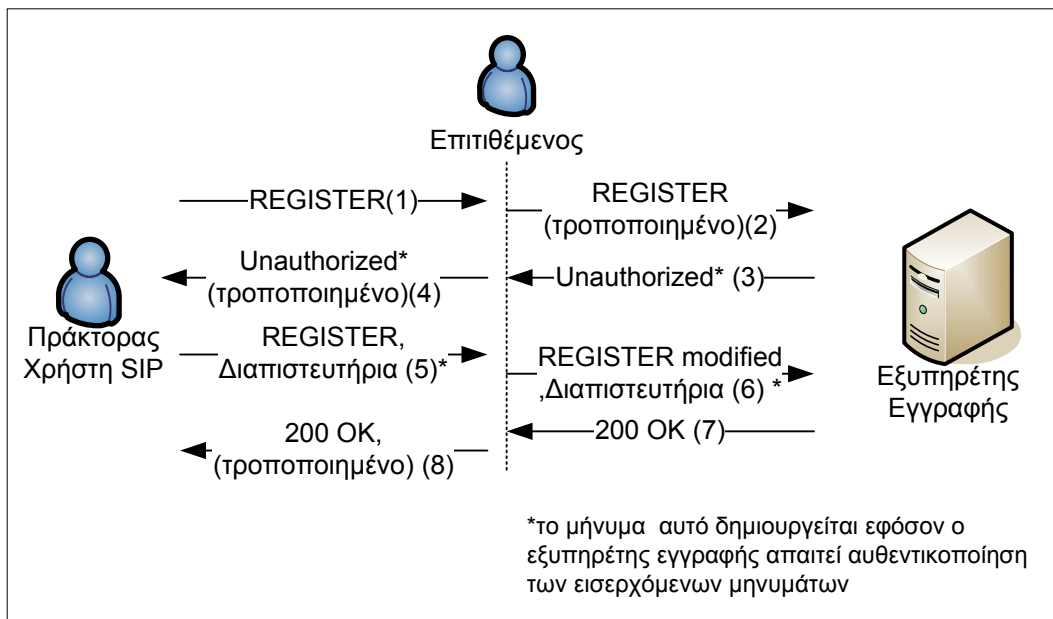 Επιτιθέμενος
REGISTER(1)
REGISTER
(τροποποιημένο)(2)
Unauthorized*
(τροποποιημένο)(4)
Unauthorized* (3)
Πράκτορας
Χρήστη SIP
REGISTER,
Διαπιστευτήρια (5)*
REGISTER modified
,Διαπιστευτήρια (6) *
Εξυπηρέτης
Εγγραφής
200 OK,
(τροποποιημένο) (8)
200 OK (7)
*το μήνυμα αυτό δημιουργείται εφόσον ο
εξυπηρέτης εγγραφής απαιτεί αυθεντικοποίηση
των εισερχόμενων μηνυμάτων